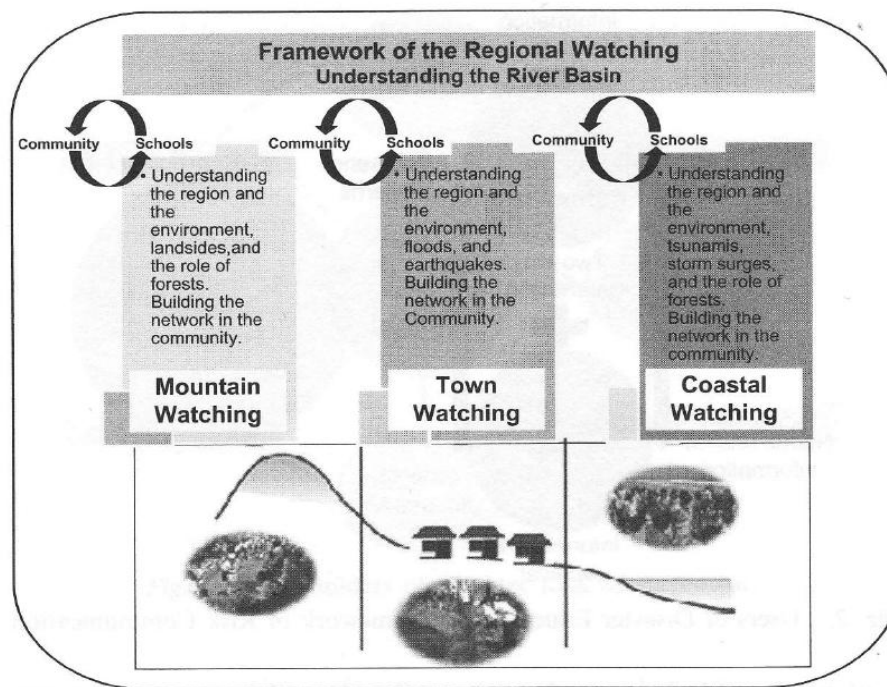 Framework of the Regional Watching
Understanding the River Basin
Community Schools
• Understanding
the region and
the
environment,
landsides,and
the role of
forests.
Building the
network in the
community.
Mountain
Watching
Community Schools
• Understanding
the region and
the
environment,
floods, and
earthquakes.
Building the
network in the
Community.
Town
Watching
Community Schools
• Understanding
the region and
the
environment,
tsunamis,
storm surges,
and the role of
forests.
Building the
network in the
community.
Coastal
Watching